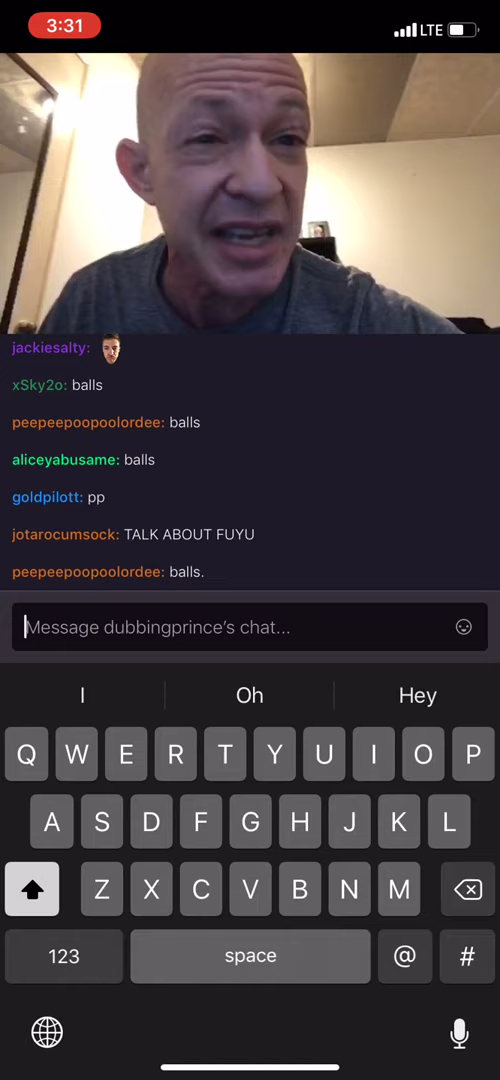 3:31
LTE
jackiesalty:
xSky2o: balls
peepeepoopoolordee: balls
aliceyabusame: balls
goldpilott: pp
jotarocumsock: TALK ABOUT FUYU
peepeepoopoolordee: balls.
Message dubbingprince's chat...
I Oh Hey
Q W E R T Y U I O P
A S D F G H J K L
Z X C V B N M
123 space @ #